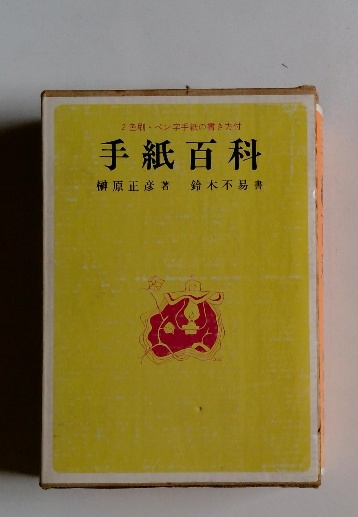 2色刷・ペン字手紙の書き方付
手紙百科
榊原正彦著 鈴木不易書